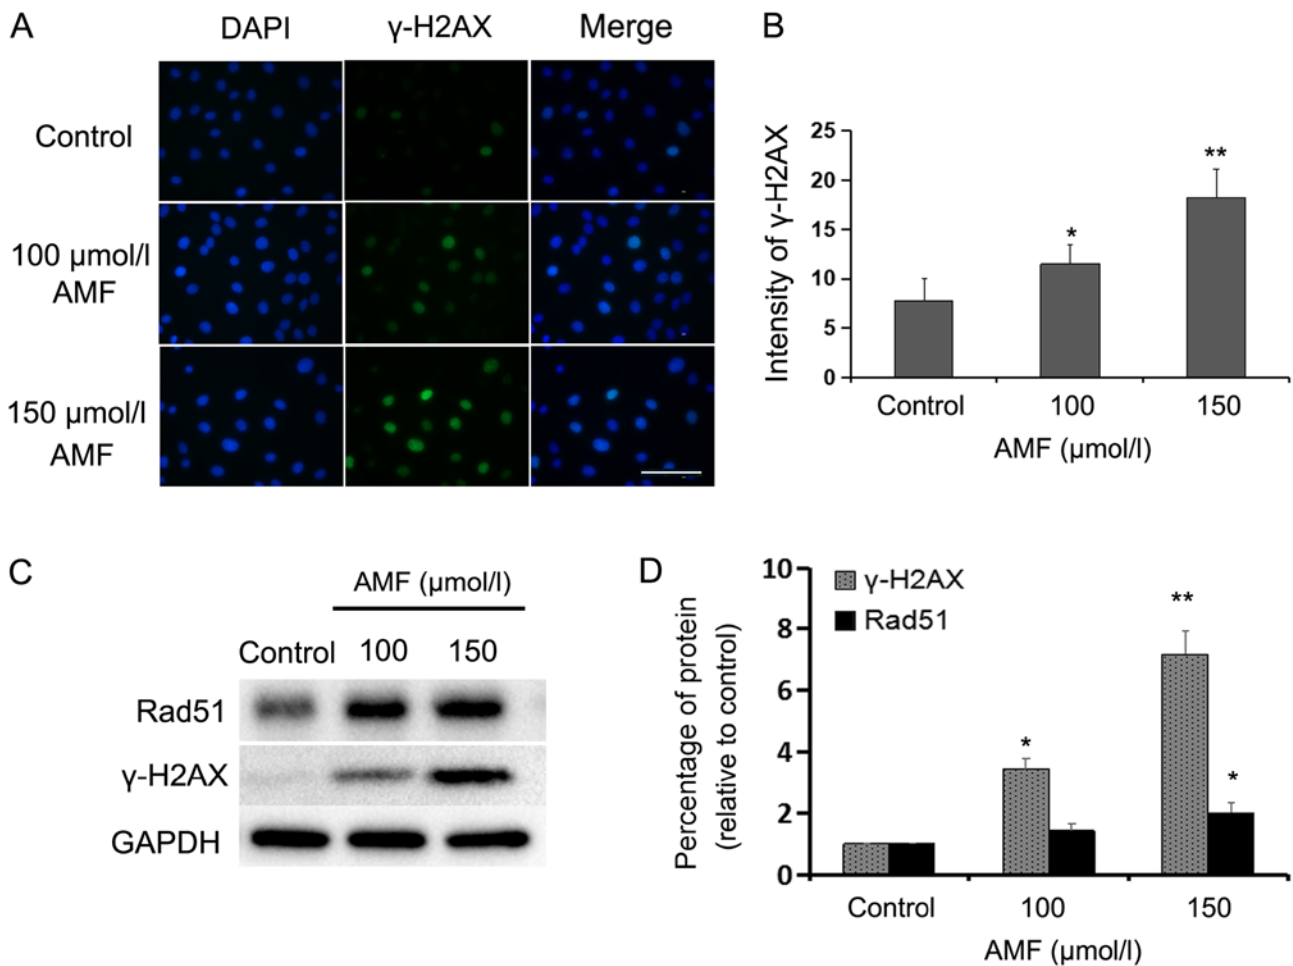 A
DAPI γ-H2AX Merge
Control
100 μmol/l
AMF
150 μmol/l
AMF
B
Intensity of γ-H2AX
25
20
15
10
5
0
*
**
Control 100 150
AMF (μmol/l)
C
AMF (μmol/l)
Control 100 150
Rad51
γ-H2AX
GAPDH
D
Percentage of protein
(relative to control)
10
8
6
4
2
0
γ-H2AX
Rad51
*
**
*
Control 100 150
AMF (μmol/l)